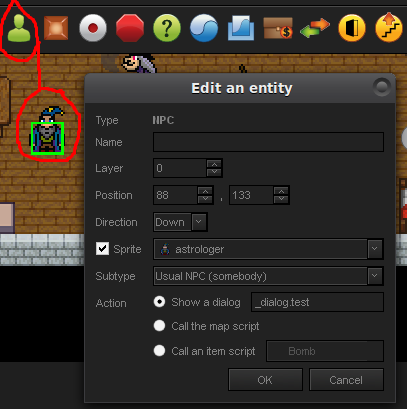 Edit an entity
Type NPC
Name
Layer 0
Position 88 , 133
Direction Down
Sprite astrologer
Subtype Usual NPC (somebody)
Action Show a dialog _dialog.test
Call the map script
Call an item script Bomb
OK Cancel